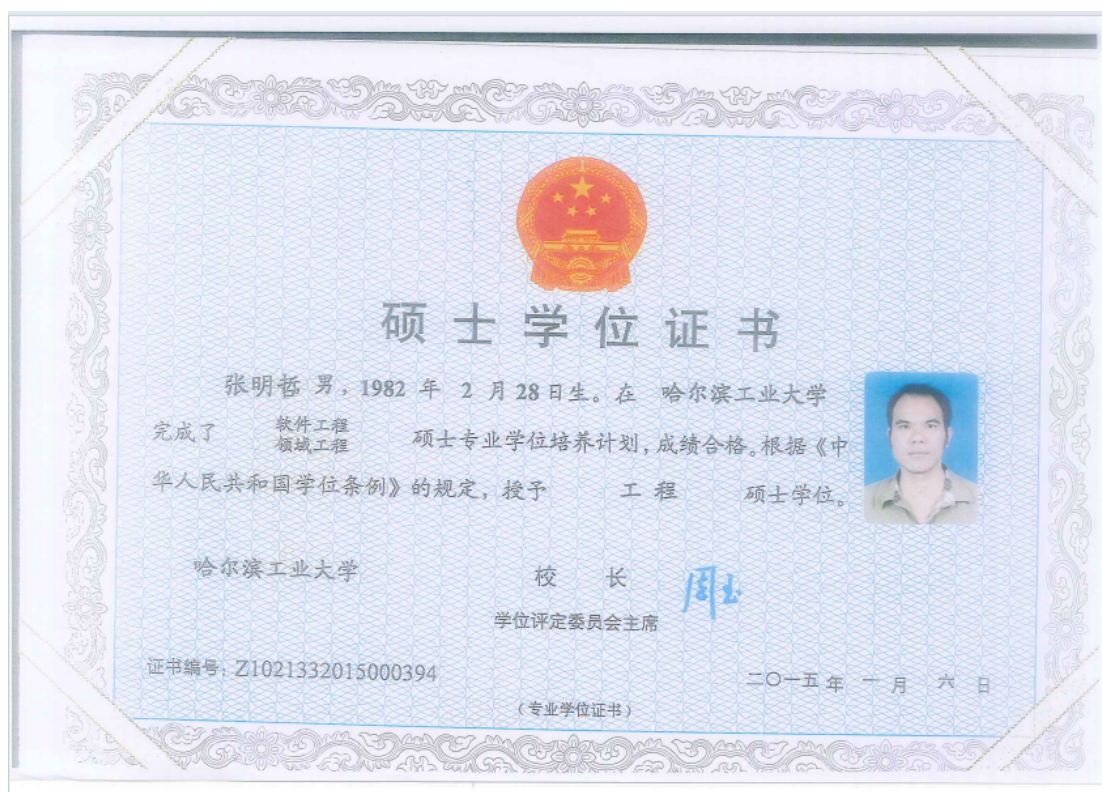 硕士学位证书
张明哲 男，1982 年 2 月 28 日生。在 哈尔滨工业大学
完成了 软件工程 领域工程 硕士专业学位培养计划，成绩合格。根据《中
华人民共和国学位条例》的规定，授予 工 程 硕士学位。
哈尔滨工业大学
校 长 周玉
学位评定委员会主席
证书编号：Z1021332015000394
二〇一五 年 一 月 六 日
（专业学位证书）